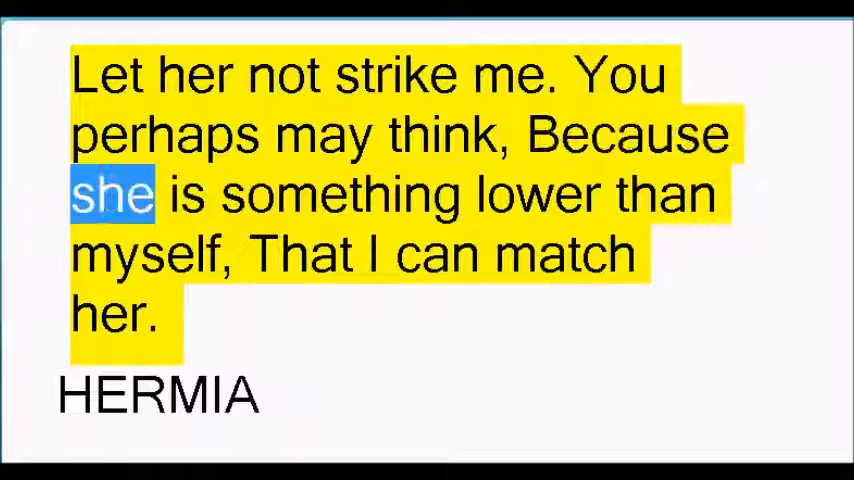 Let her not strike me. You
perhaps may think, Because
she is something lower than
myself, That I can match
her.
HERMIA